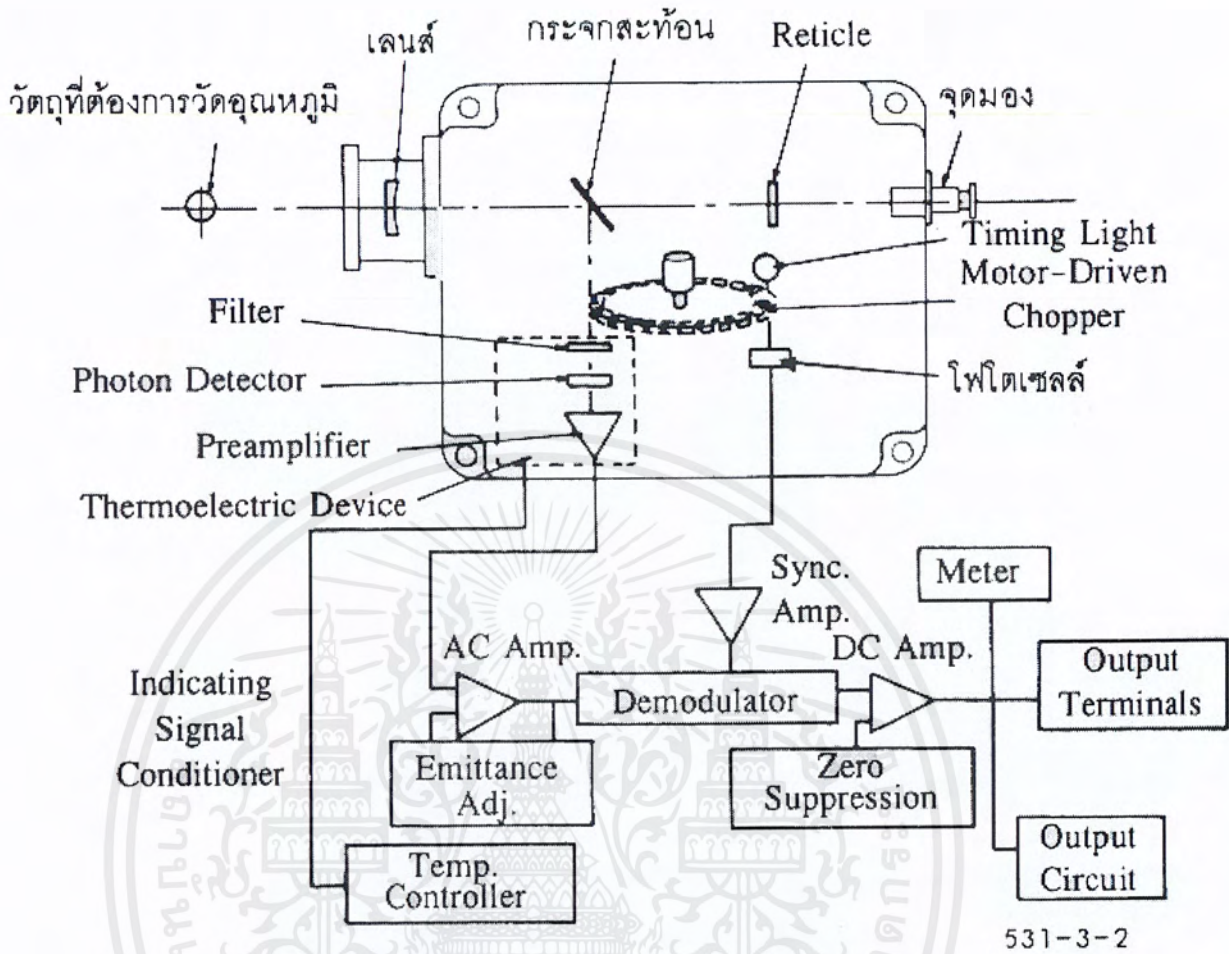 เลนส์
กระจกสะท้อน
Reticle
วัตถุที่ต้องการวัดอุณหภูมิ
จุดมอง
Timing Light
Motor-Driven
Chopper
Filter
Photon Detector
โฟโตเซลล์
Preamplifier
Thermoelectric Device
Sync.
Amp.
Meter
AC Amp.
DC Amp.
Output
Terminals
Indicating
Signal
Conditioner
Demodulator
Emittance
Adj.
Zero
Suppression
Temp.
Controller
Output
Circuit
531-3-2